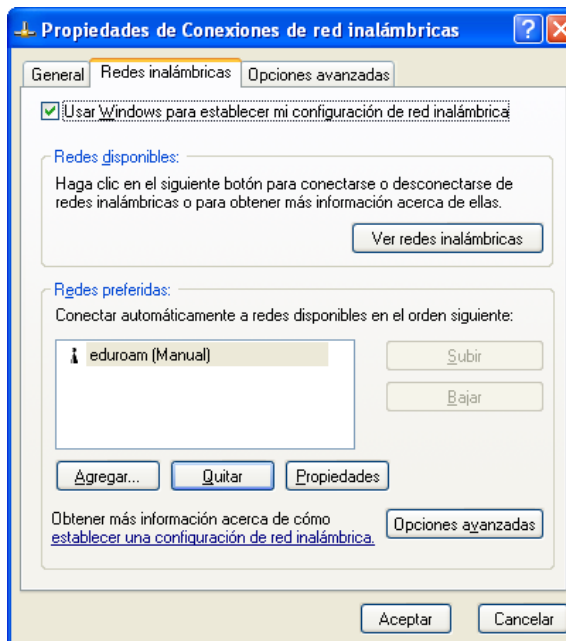 Propiedades de Conexiones de red inalámbricas
General
Redes inalámbricas
Opciones avanzadas
Usar Windows para establecer mi configuración de red inalámbrica
Redes disponibles:
Haga clic en el siguiente botón para conectarse o desconectarse de
redes inalámbricas o para obtener más información acerca de ellas.
Ver redes inalámbricas
Redes preferidas:
Conectar automáticamente a redes disponibles en el orden siguiente:
eduroam (Manual)
Subir
Bajar
Agregar...
Quitar
Propiedades
Obtener más información acerca de cómo
establecer una configuración de red inalámbrica.
Opciones avanzadas
Aceptar
Cancelar